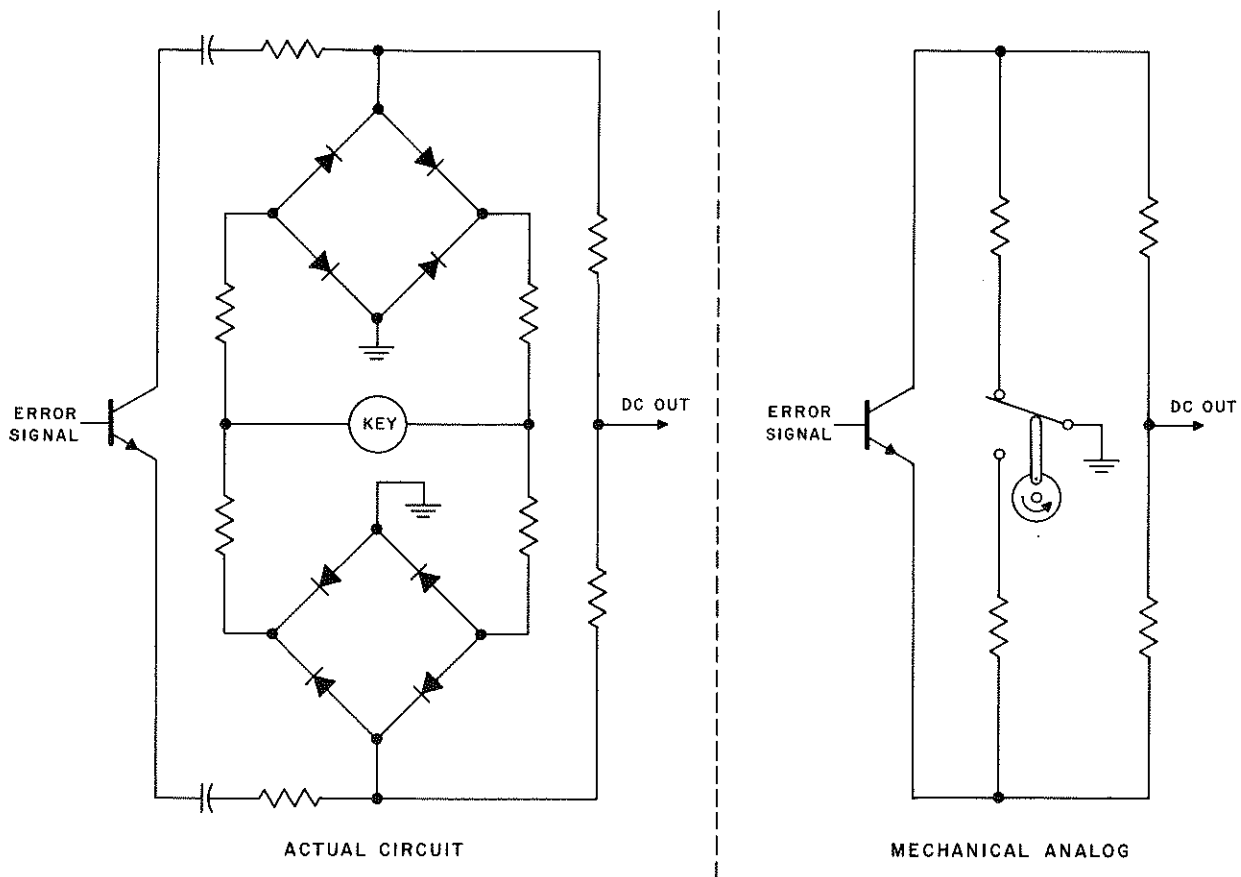 ERROR
SIGNAL
KEY
DC OUT
ACTUAL CIRCUIT
ERROR
SIGNAL
DC OUT
MECHANICAL ANALOG